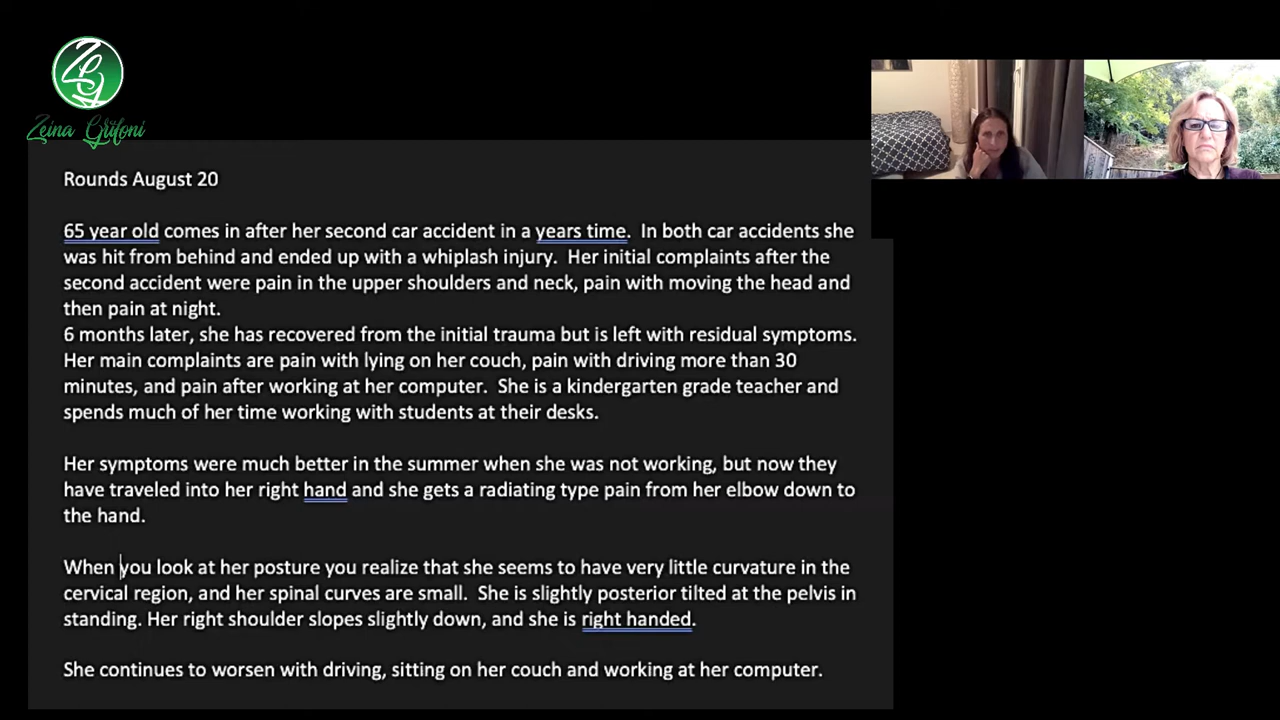 ZG
Zeina Grifoni
Rounds August 20
65 year old comes in after her second car accident in a years time.  In both car accidents she
was hit from behind and ended up with a whiplash injury.  Her initial complaints after the
second accident were pain in the upper shoulders and neck, pain with moving the head and
then pain at night.
6 months later, she has recovered from the initial trauma but is left with residual symptoms.
Her main complaints are pain with lying on her couch, pain with driving more than 30
minutes, and pain after working at her computer.  She is a kindergarten grade teacher and
spends much of her time working with students at their desks.
Her symptoms were much better in the summer when she was not working, but now they
have traveled into her right hand and she gets a radiating type pain from her elbow down to
the hand.
When you look at her posture you realize that she seems to have very little curvature in the
cervical region, and her spinal curves are small.  She is slightly posterior tilted at the pelvis in
standing. Her right shoulder slopes slightly down, and she is right handed.
She continues to worsen with driving, sitting on her couch and working at her computer.